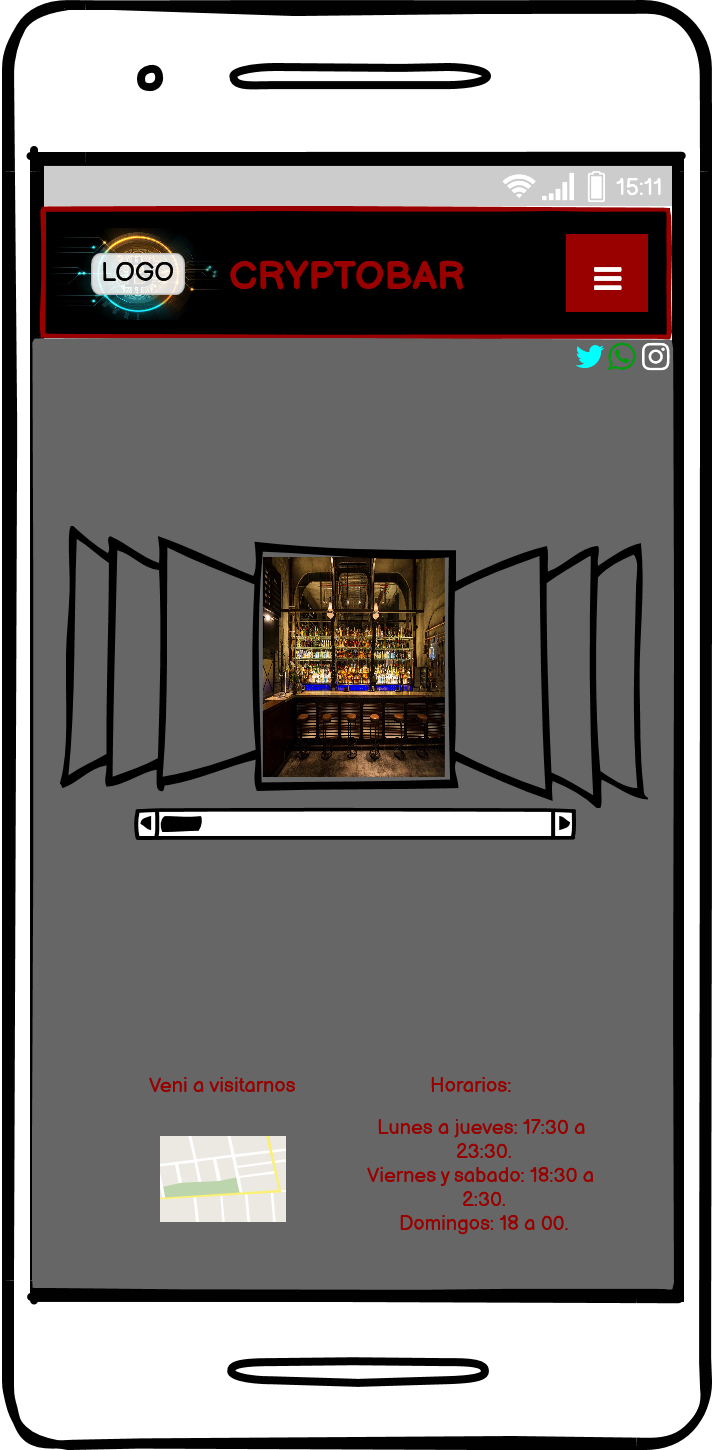 15:11
LOGO
CRYPTOBAR
Veni a visitarnos
Horarios:
Lunes a jueves: 17:30 a
23:30.
Viernes y sabado: 18:30 a
2:30.
Domingos: 18 a 00.